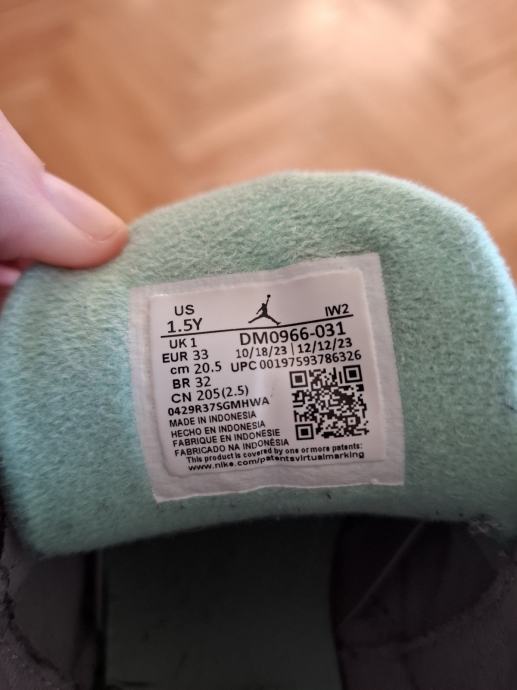 US
1.5Y
IW2
UK 1
DM0966-031
EUR 33
10/18/23 | 12/12/23
cm 20.5
UPC 00197593786326
BR 32
CN 205(2.5)
0429R37SGMHWA
MADE IN INDONESIA
HECHO EN INDONESIA
FABRIQUE EN INDONESIE
FABRICADO NA INDONÉSIA
This product is covered by one or more patents:
www.nike.com/patentsvirtualmarking